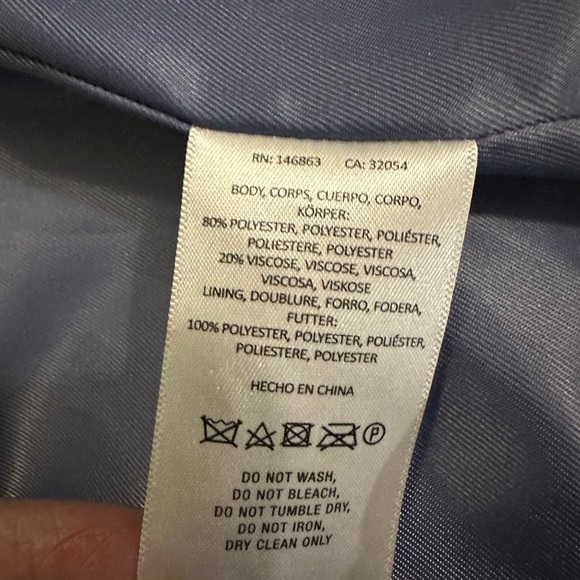 RN: 146863 CA: 32054
BODY, CORPS, CUERPO, CORPO,
KÖRPER:
80% POLYESTER, POLYESTER, POLIÉSTER,
POLIESTERE, POLYESTER
20% VISCOSE, VISCOSE, VISCOSA,
VISCOSA, VISKOSE
LINING, DOUBLURE, FORRO, FODERA,
FUTTER:
100% POLYESTER, POLYESTER, POLIÉSTER,
POLIESTERE, POLYESTER
HECHO EN CHINA
P
DO NOT WASH,
DO NOT BLEACH,
DO NOT TUMBLE DRY,
DO NOT IRON,
DRY CLEAN ONLY